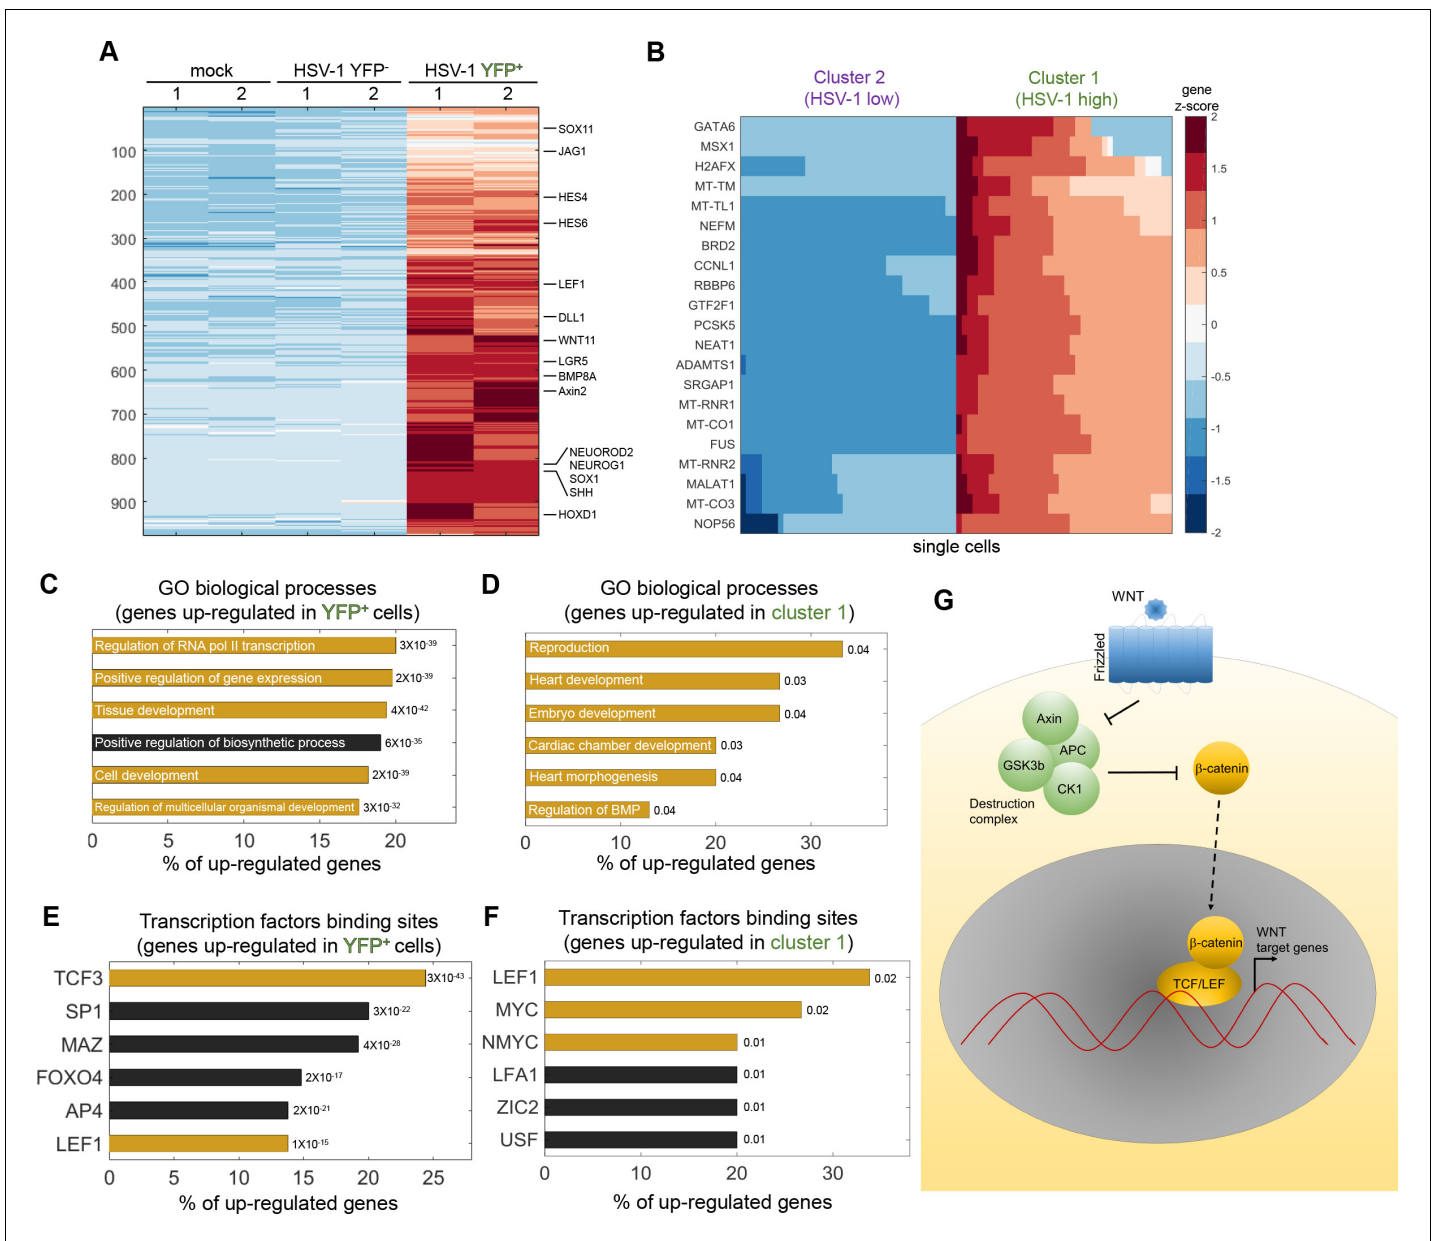 A
mock
HSV-1 YFP-
HSV-1 YFP+
1
2
1
2
1
2
100
200
300
400
500
600
700
800
900
SOX11
JAG1
HES4
HES6
LEF1
DLL1
WNT11
LGR5
BMP8A
Axin2
NEUOROD2
NEUROG1
SOX1
SHH
HOXD1
B
Cluster 2
(HSV-1 low)
Cluster 1
(HSV-1 high)
gene
z-score
GATA6
MSX1
H2AFX
MT-TM
MT-TL1
NEFM
BRD2
CCNL1
RBBP6
GTF2F1
PCSK5
NEAT1
ADAMTS1
SRGAP1
MT-RNR1
MT-CO1
FUS
MT-RNR2
MALAT1
MT-CO3
NOP56
single cells
2
1.5
1
0.5
0
-0.5
-1
-1.5
-2
C
GO biological processes
(genes up-regulated in YFP+ cells)
Regulation of RNA pol II transcription 3X10-39
Positive regulation of gene expression 2X10-39
Tissue development 4X10-42
Positive regulation of biosynthetic process 6X10-35
Cell development 2X10-39
Regulation of multicellular organismal development 3X10-32
0 5 10 15 20
% of up-regulated genes
D
GO biological processes
(genes up-regulated in cluster 1)
Reproduction 0.04
Heart development 0.03
Embryo development 0.04
Cardiac chamber development 0.03
Heart morphogenesis 0.04
Regulation of BMP 0.04
0 10 20 30
% of up-regulated genes
E
Transcription factors binding sites
(genes up-regulated in YFP+ cells)
TCF3 3X10-43
SP1 3X10-22
MAZ 4X10-28
FOXO4 2X10-17
AP4 2X10-21
LEF1 1X10-15
0 5 10 15 20 25
% of up-regulated genes
F
Transcription factors binding sites
(genes up-regulated in cluster 1)
LEF1 0.02
MYC 0.02
NMYC 0.01
LFA1 0.01
ZIC2 0.01
USF 0.01
0 10 20 30
% of up-regulated genes
G
WNT
Frizzled
Axin
APC
GSK3b
CK1
Destruction
complex
β-catenin
β-catenin
WNT
target genes
TCF/LEF